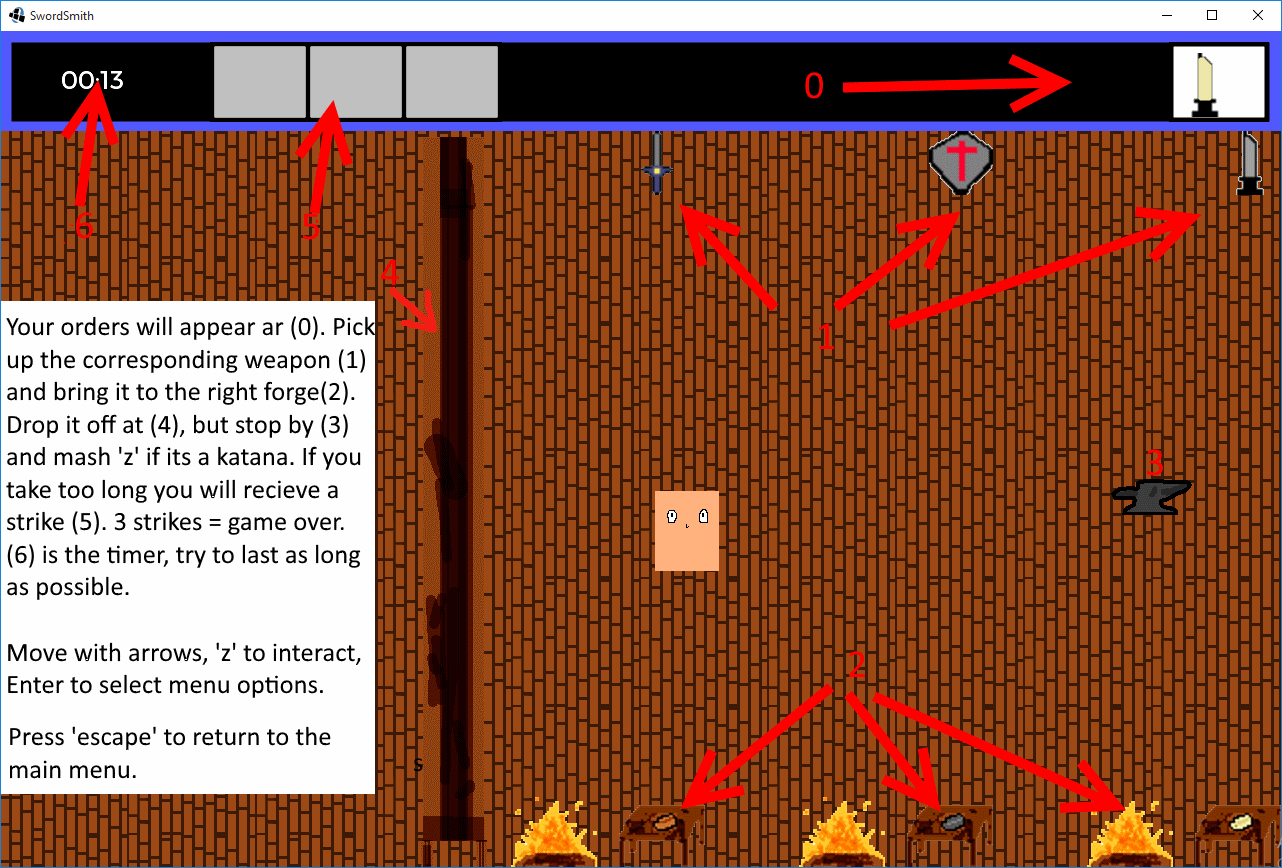 SwordSmith
00:13
0
6
5
4
1
Your orders will appear ar (0). Pick
up the corresponding weapon (1)
and bring it to the right forge(2).
Drop it off at (4), but stop by (3)
and mash 'z' if its a katana. If you
take too long you will recieve a
strike (5). 3 strikes = game over.
(6) is the timer, try to last as long
as possible.
Move with arrows, 'z' to interact,
Enter to select menu options.
Press 'escape' to return to the
main menu.
3
2
s